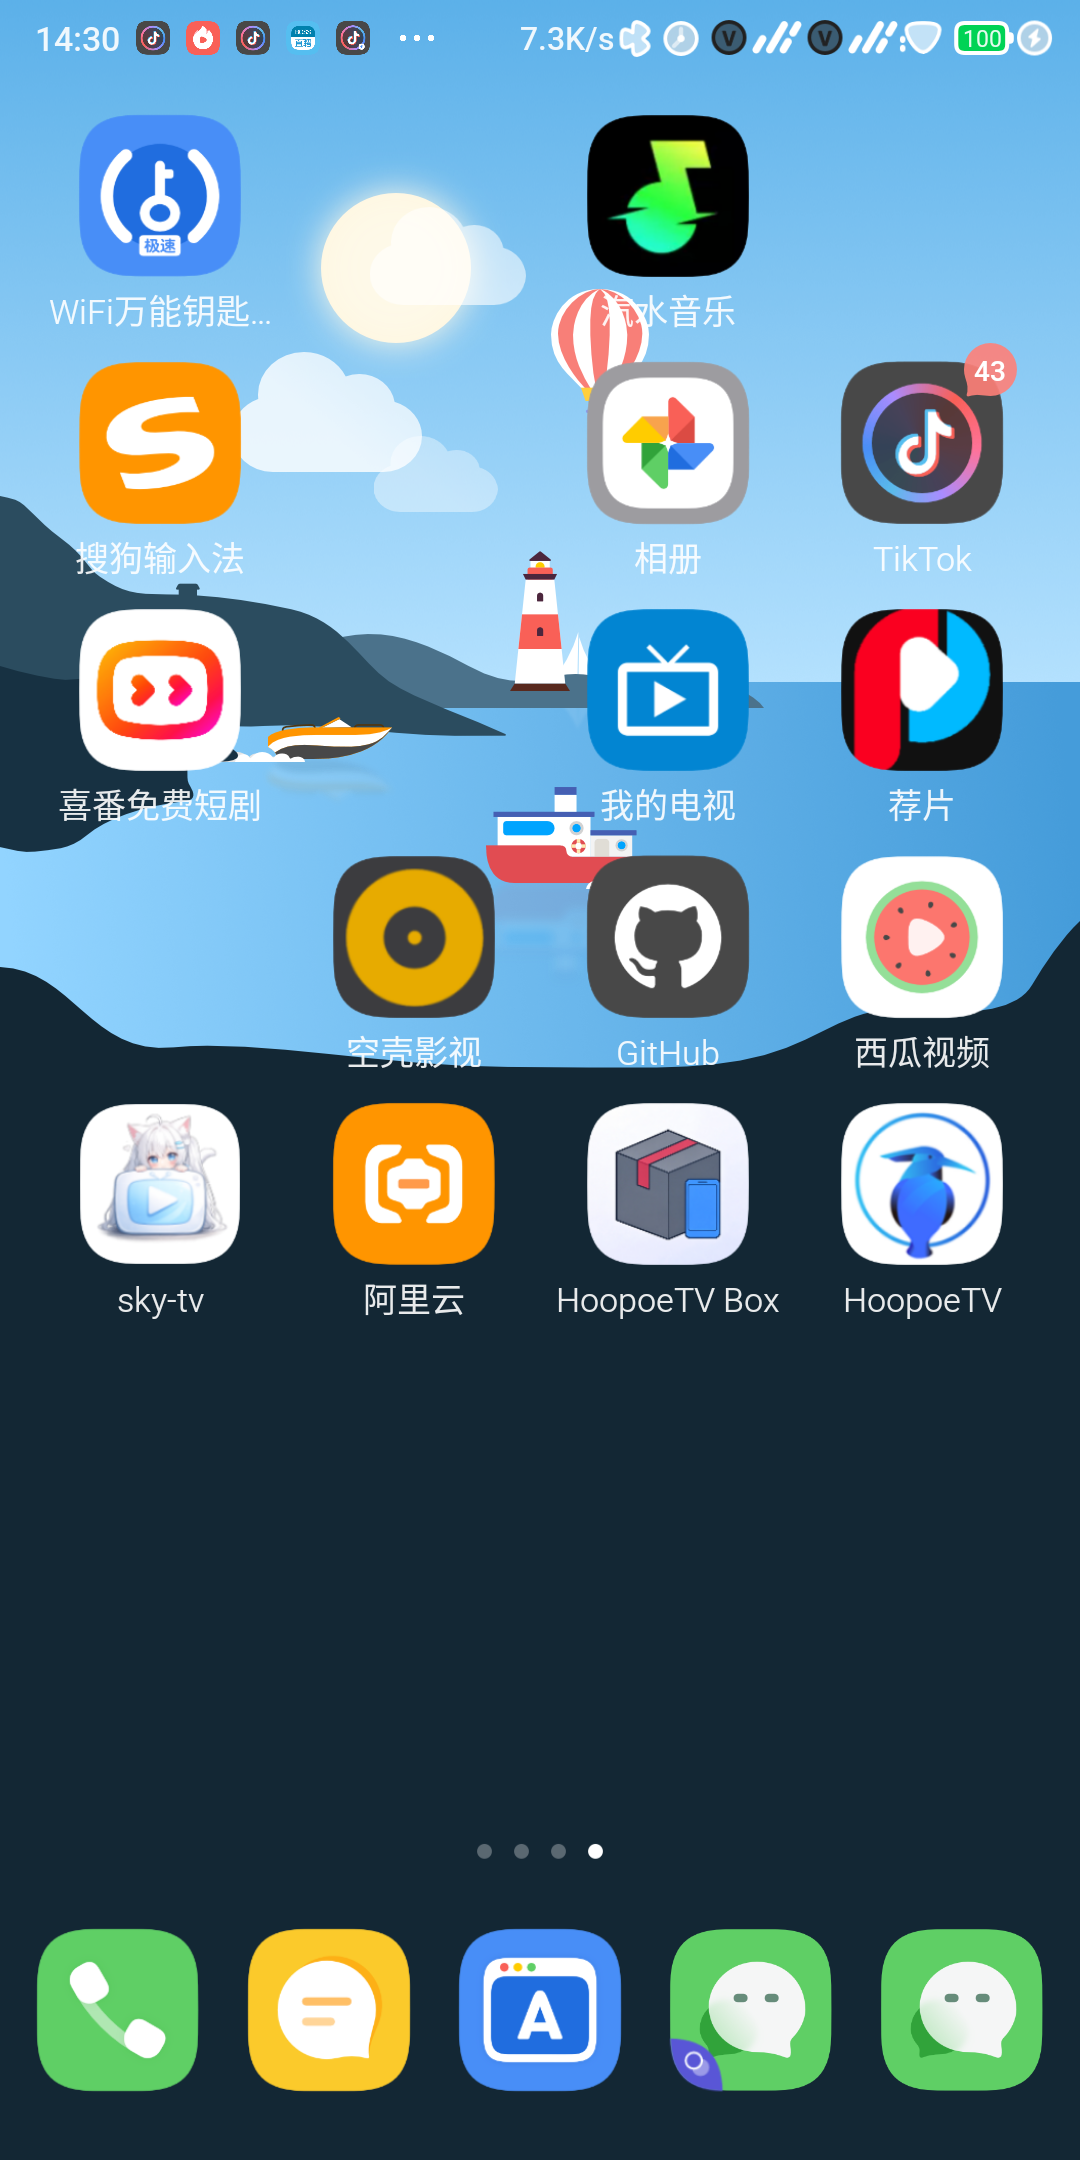 14:30
7.3K/s
100
极速
WiFi万能钥匙...
汽水音乐
43
搜狗输入法
相册
TikTok
喜番免费短剧
我的电视
荐片
空壳影视
GitHub
西瓜视频
sky-tv
阿里云
HoopoeTV Box
HoopoeTV
A